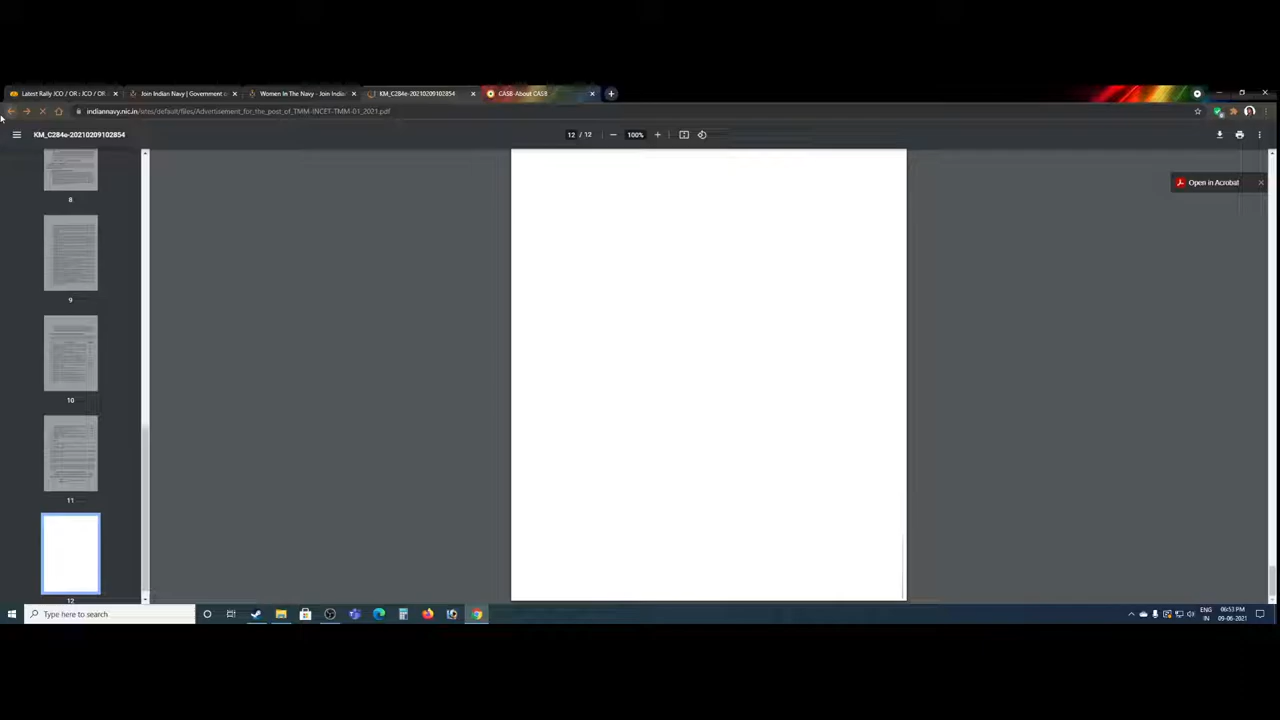 Latest Rally JCO / OR : JCO / OR
Join Indian Navy | Government o
Women In The Navy - Join India
KM_C284e-20210209102854
CASB-About CASB
indiannavy.nic.in/sites/default/files/Advertisement_for_the_post_of_TMM-INCET-TMM-01_2021.pdf
KM_C284e-20210209102854
12 / 12
100%
Open in Acrobat
8
9
10
11
12
Type here to search
ENG
IN
06:53 PM
09-06-2021